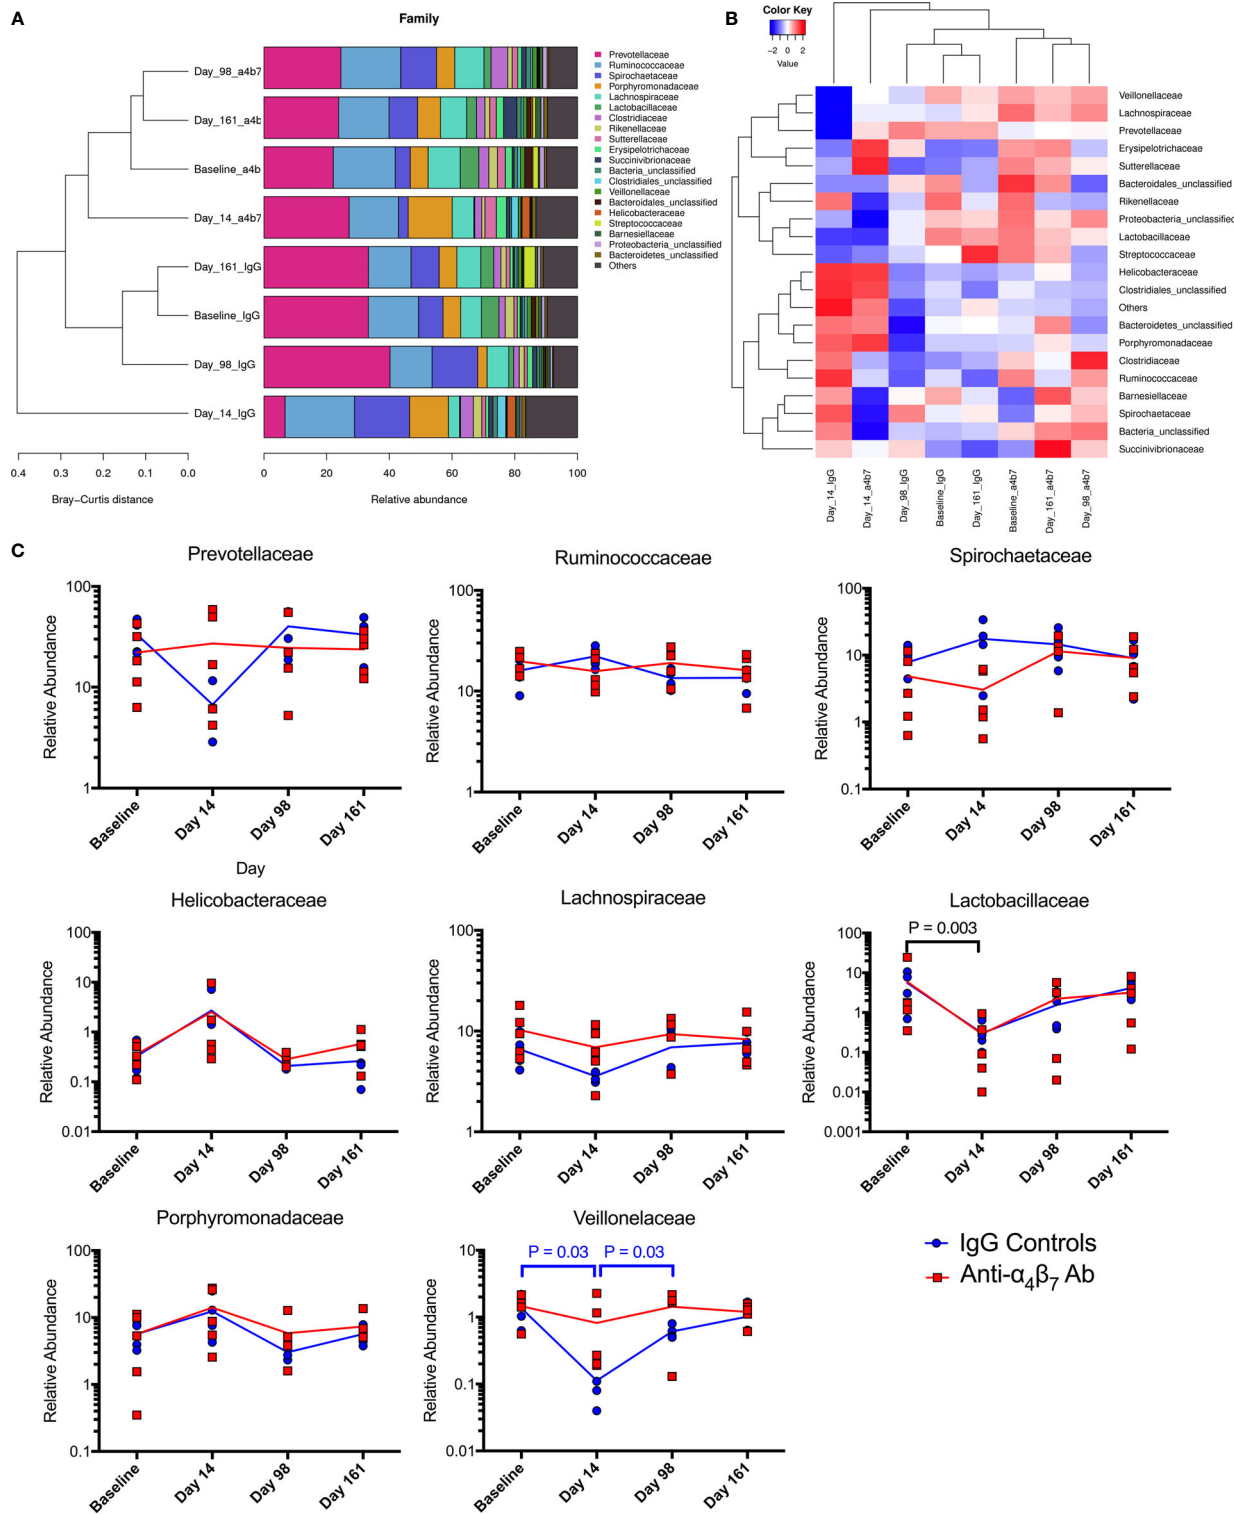 A
Family
Day_98_a4b7
Day_161_a4b
Baseline_a4b
Day_14_a4b7
Day_161_IgG
Baseline_IgG
Day_98_IgG
Day_14_IgG
0.4 0.3 0.2 0.1 0.0
Bray-Curtis distance
0 20 40 60 80 100
Relative abundance
Prevotellaceae
Ruminococcaceae
Spirochaetaceae
Porphyromonadaceae
Lachnospiraceae
Lactobacillaceae
Clostridiaceae
Rikenellaceae
Sutterellaceae
Erysipelotrichaceae
Succinivibrionaceae
Bacteria_unclassified
Clostridiales_unclassified
Veillonellaceae
Bacteroidales_unclassified
Helicobacteraceae
Streptococcaceae
Barnesiellaceae
Proteobacteria_unclassified
Bacteroidetes_unclassified
Others
B
Color Key
−2 0 2
Value
Veillonellaceae
Lachnospiraceae
Prevotellaceae
Erysipelotrichaceae
Sutterellaceae
Bacteroidales_unclassified
Rikenellaceae
Proteobacteria_unclassified
Lactobacillaceae
Streptococcaceae
Helicobacteraceae
Clostridiales_unclassified
Others
Bacteroidetes_unclassified
Porphyromonadaceae
Clostridiaceae
Ruminococcaceae
Barnesiellaceae
Spirochaetaceae
Bacteria_unclassified
Succinivibrionaceae
Day_14_IgG
Day_14_a4b7
Day_98_IgG
Baseline_IgG
Day_161_IgG
Baseline_a4b7
Day_161_a4b7
Day_98_a4b7
C
Prevotellaceae
Relative Abundance
100
10
1
Baseline Day 14 Day 98 Day 161
Day
Ruminococcaceae
Relative Abundance
100
10
1
Baseline Day 14 Day 98 Day 161
Spirochaetaceae
Relative Abundance
100
10
1
0.1
Baseline Day 14 Day 98 Day 161
Helicobacteraceae
Relative Abundance
100
10
1
0.1
0.01
Baseline Day 14 Day 98 Day 161
Lachnospiraceae
Relative Abundance
100
10
1
Baseline Day 14 Day 98 Day 161
Lactobacillaceae
P = 0.003
Relative Abundance
100
10
1
0.1
0.01
0.001
Baseline Day 14 Day 98 Day 161
Porphyromonadaceae
Relative Abundance
100
10
1
0.1
Baseline Day 14 Day 98 Day 161
Veillonelaceae
P = 0.03 P = 0.03
Relative Abundance
10
1
0.1
0.01
Baseline Day 14 Day 98 Day 161
IgG Controls
Anti-α₄β₇ Ab